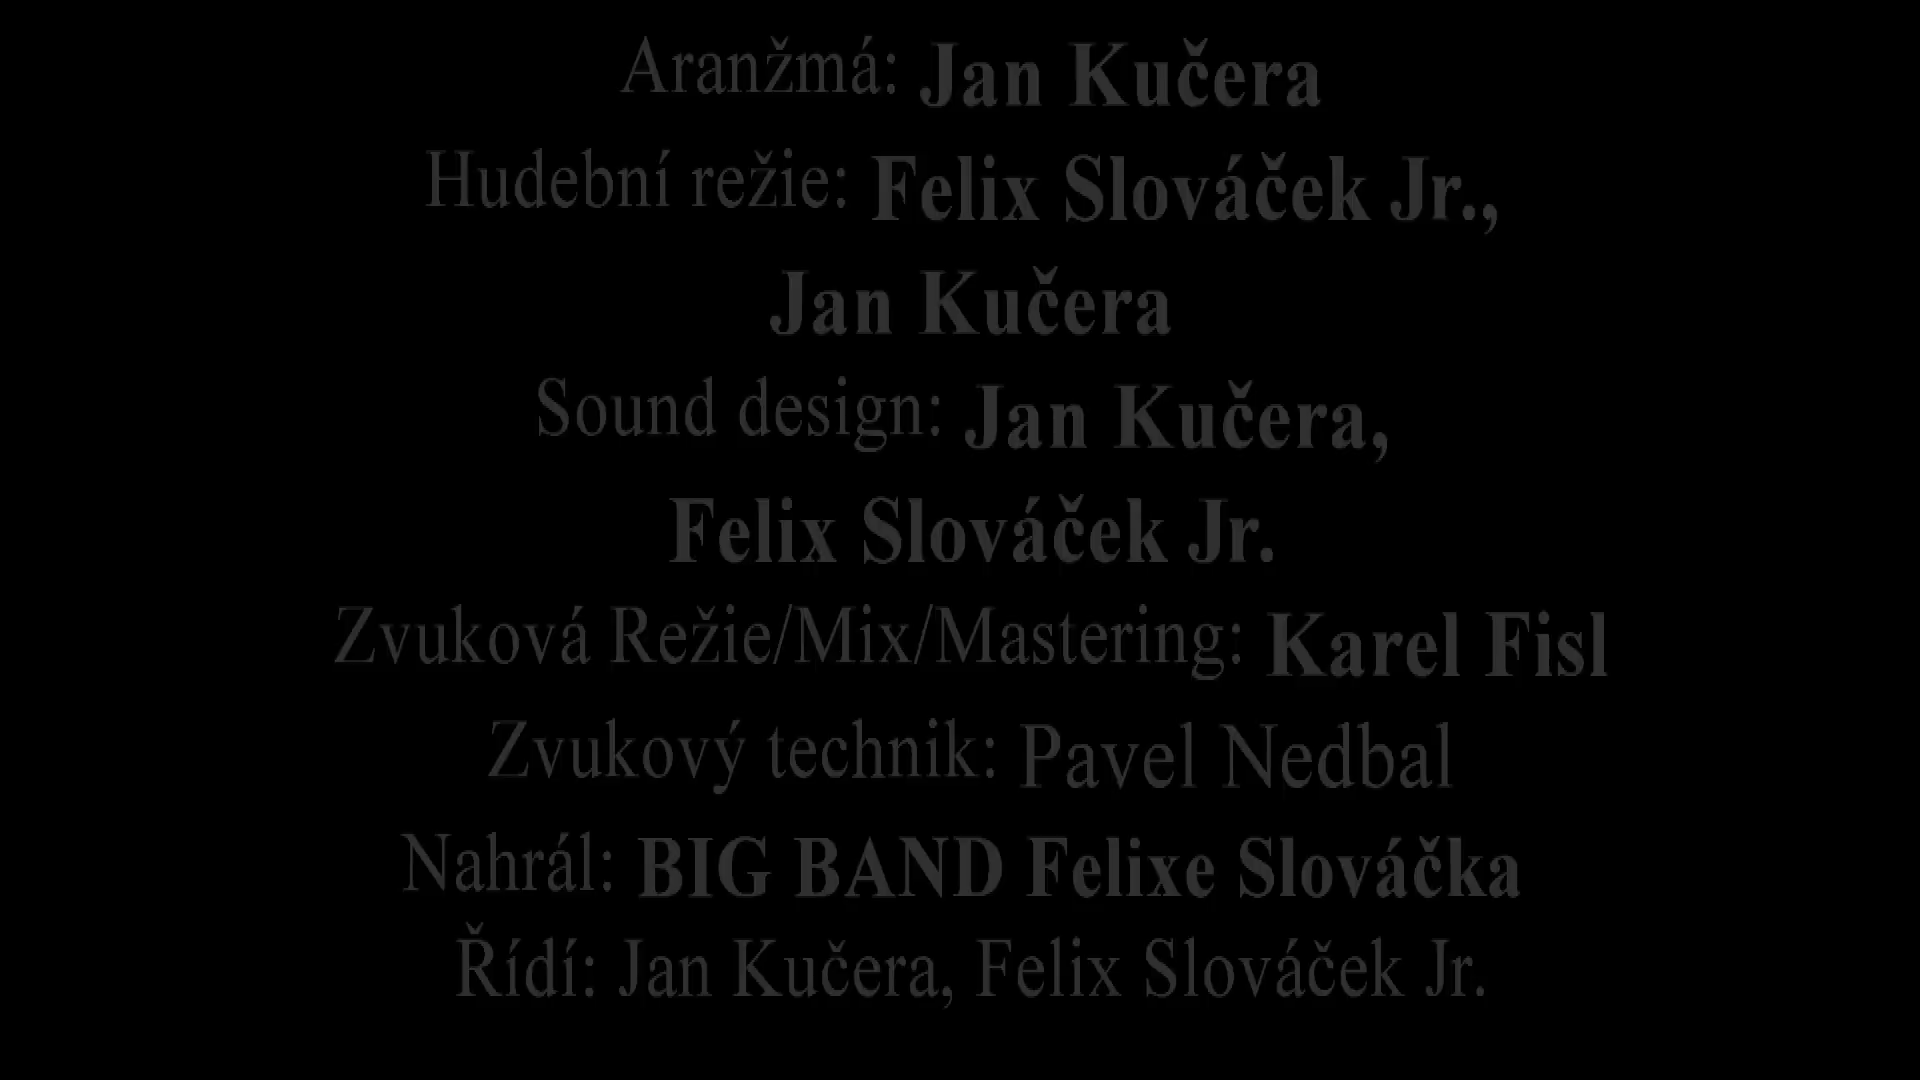 Aranžmá: Jan Kučera
Hudební režie: Felix Slováček Jr.,
Jan Kučera
Sound design: Jan Kučera,
Felix Slováček Jr.
Zvuková Režie/Mix/Mastering: Karel Fisl
Zvukový technik: Pavel Nedbal
Nahrál: BIG BAND Felixe Slováčka
Řídí: Jan Kučera, Felix Slováček Jr.